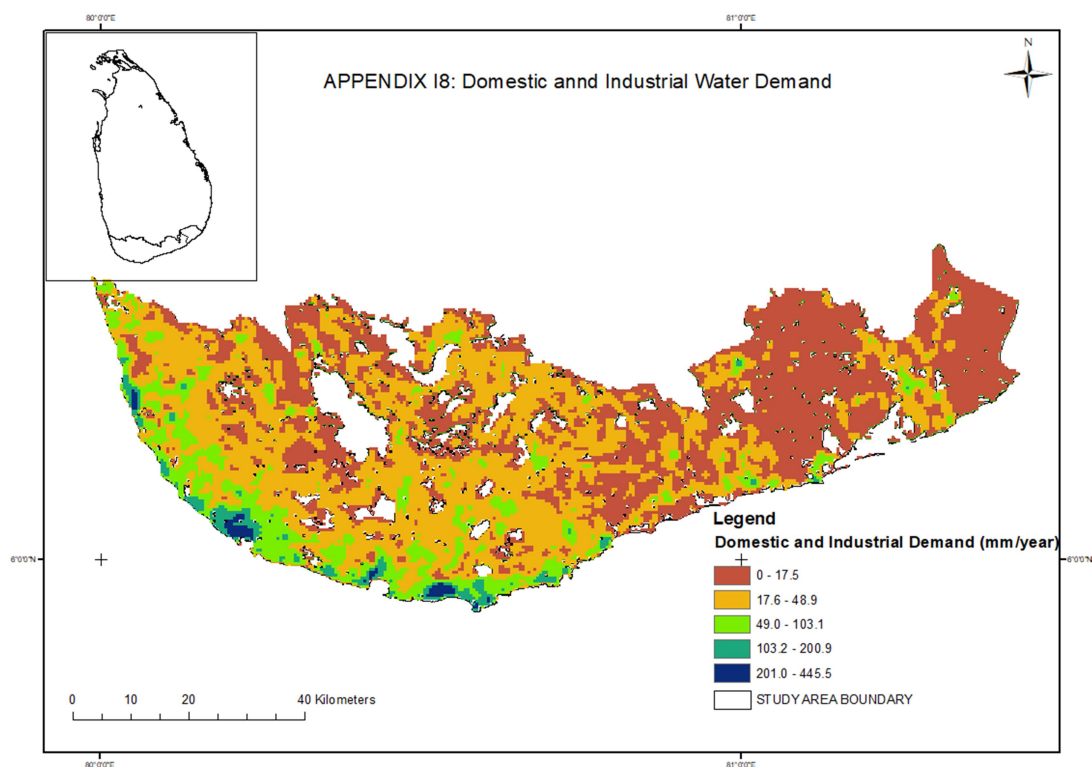 80°0'0"E
81°0'0"E
N
APPENDIX I8: Domestic annd Industrial Water Demand
Legend
Domestic and Industrial Demand (mm/year)
6°0'0"N
6°0'0"N
0 - 17.5
17.6 - 48.9
49.0 - 103.1
103.2 - 200.9
201.0 - 445.5
STUDY AREA BOUNDARY
0 10 20 40 Kilometers
80°0'0"E
81°0'0"E